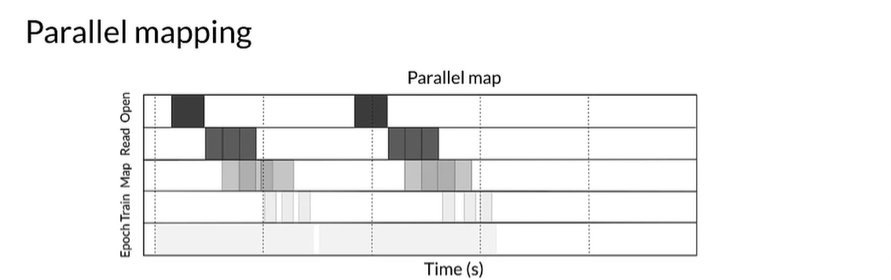 Parallel mapping
Parallel map
Open
Read
Map
Train
Epoch
Time (s)